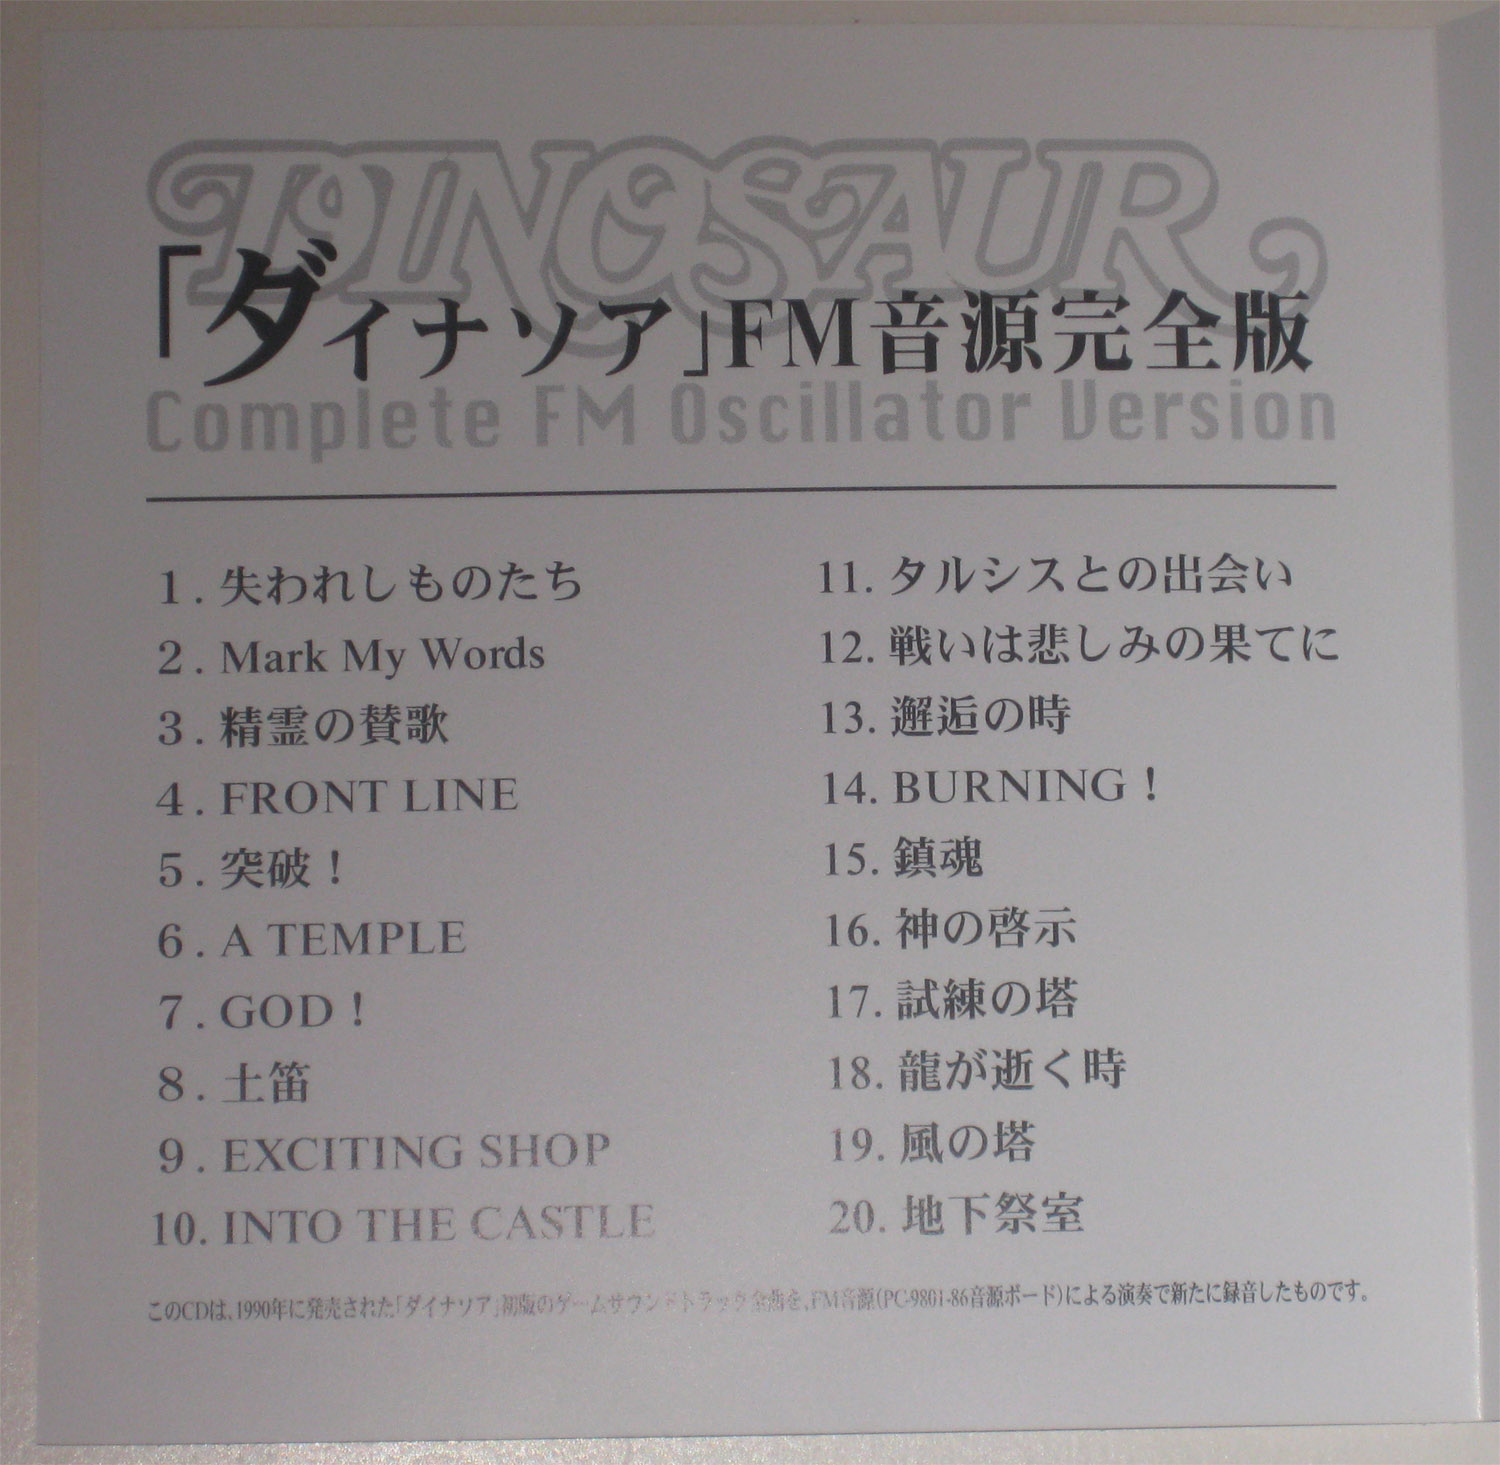 DINOSAUR
「ダイナソア」FM音源完全版
Complete FM Oscillator Version
1. 失われしものたち
2. Mark My Words
3. 精霊の賛歌
4. FRONT LINE
5. 突破！
6. A TEMPLE
7. GOD！
8. 土笛
9. EXCITING SHOP
10. INTO THE CASTLE
11. タルシスとの出会い
12. 戦いは悲しみの果てに
13. 邂逅の時
14. BURNING！
15. 鎮魂
16. 神の啓示
17. 試練の塔
18. 龍が逝く時
19. 風の塔
20. 地下祭室
このCDは、1990年に発売された「ダイナソア」初版のゲームサウンドトラック全曲を、FM音源(PC-9801-86音源ボード)による演奏で新たに録音したものです。